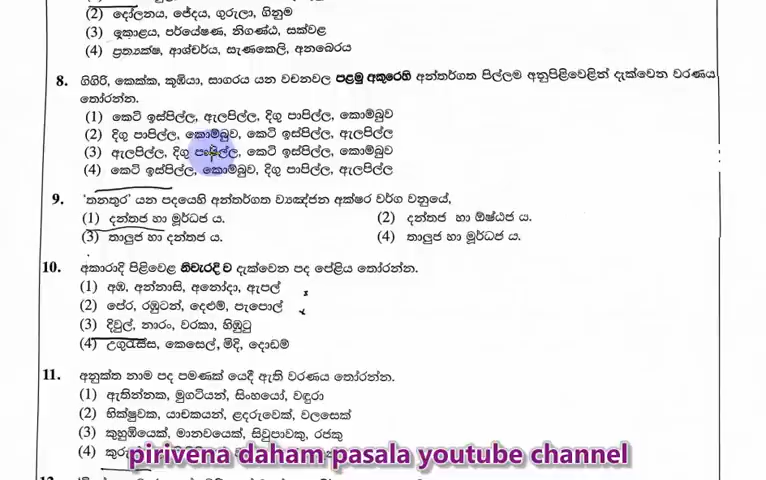 (2) දෝලනය, ජේදය, ගුරුලා, ගිනුම
(3) ඉකාළය, පර්යේෂණ, නිගණ්ඨ, සක්වළ
(4) ප්‍රත්‍යක්ෂ, ආශ්චර්ය, සැණකෙලි, අනබෙරය
8. ගිගිරි, කෙක්ක, කූඹියා, සාගරය යන වචනවල පළමු අකුරෙහි අන්තර්ගත පිල්ලම අනුපිළිවෙළින් දැක්වෙන වරණය
තෝරන්න.
(1) කෙටි ඉස්පිල්ල, ඇලපිල්ල, දිගු පාපිල්ල, කොම්බුව
(2) දිගු පාපිල්ල, කොම්බුව, කෙටි ඉස්පිල්ල, ඇලපිල්ල
(3) ඇලපිල්ල, දිගු පාපිල්ල, කෙටි ඉස්පිල්ල, කොම්බුව
(4) කෙටි ඉස්පිල්ල, කොම්බුව, දිගු පාපිල්ල, ඇලපිල්ල
9. 'තනතුර' යන පදයෙහි අන්තර්ගත ව්‍යඤ්ජන අක්ෂර වර්ග වනුයේ,
(1) දන්තජ හා මූර්ධජ ය. (2) දන්තජ හා ඕෂ්ඨජ ය.
(3) තාලුජ හා දන්තජ ය. (4) තාලුජ හා මූර්ධජ ය.
10. අකාරාදි පිළිවෙළ නිවැරදි ව දැක්වෙන පද පේළිය තෝරන්න.
(1) අඹ, අන්නාසි, අනෝදා, ඇපල්
(2) පේර, රඹුටන්, දෙළුම්, පැපොල්
(3) දිවුල්, නාරං, වරකා, හිඹුටු
(4) උගුරැස්ස, කෙසෙල්, මිදි, දොඩම්
11. අනුක්ත නාම පද පමණක් යෙදී ඇති වරණය තෝරන්න.
(1) ඇතින්නක, මුගටියන්, සිංහයෝ, වඳුරා
(2) භික්ෂුවක, යාචකයන්, ළදරුවෙක්, වලසෙක්
(3) කුහුඹියෙක්, මානවයෙක්, සිවුපාවකු, රජකු
(4)
pirivena daham pasala youtube channel